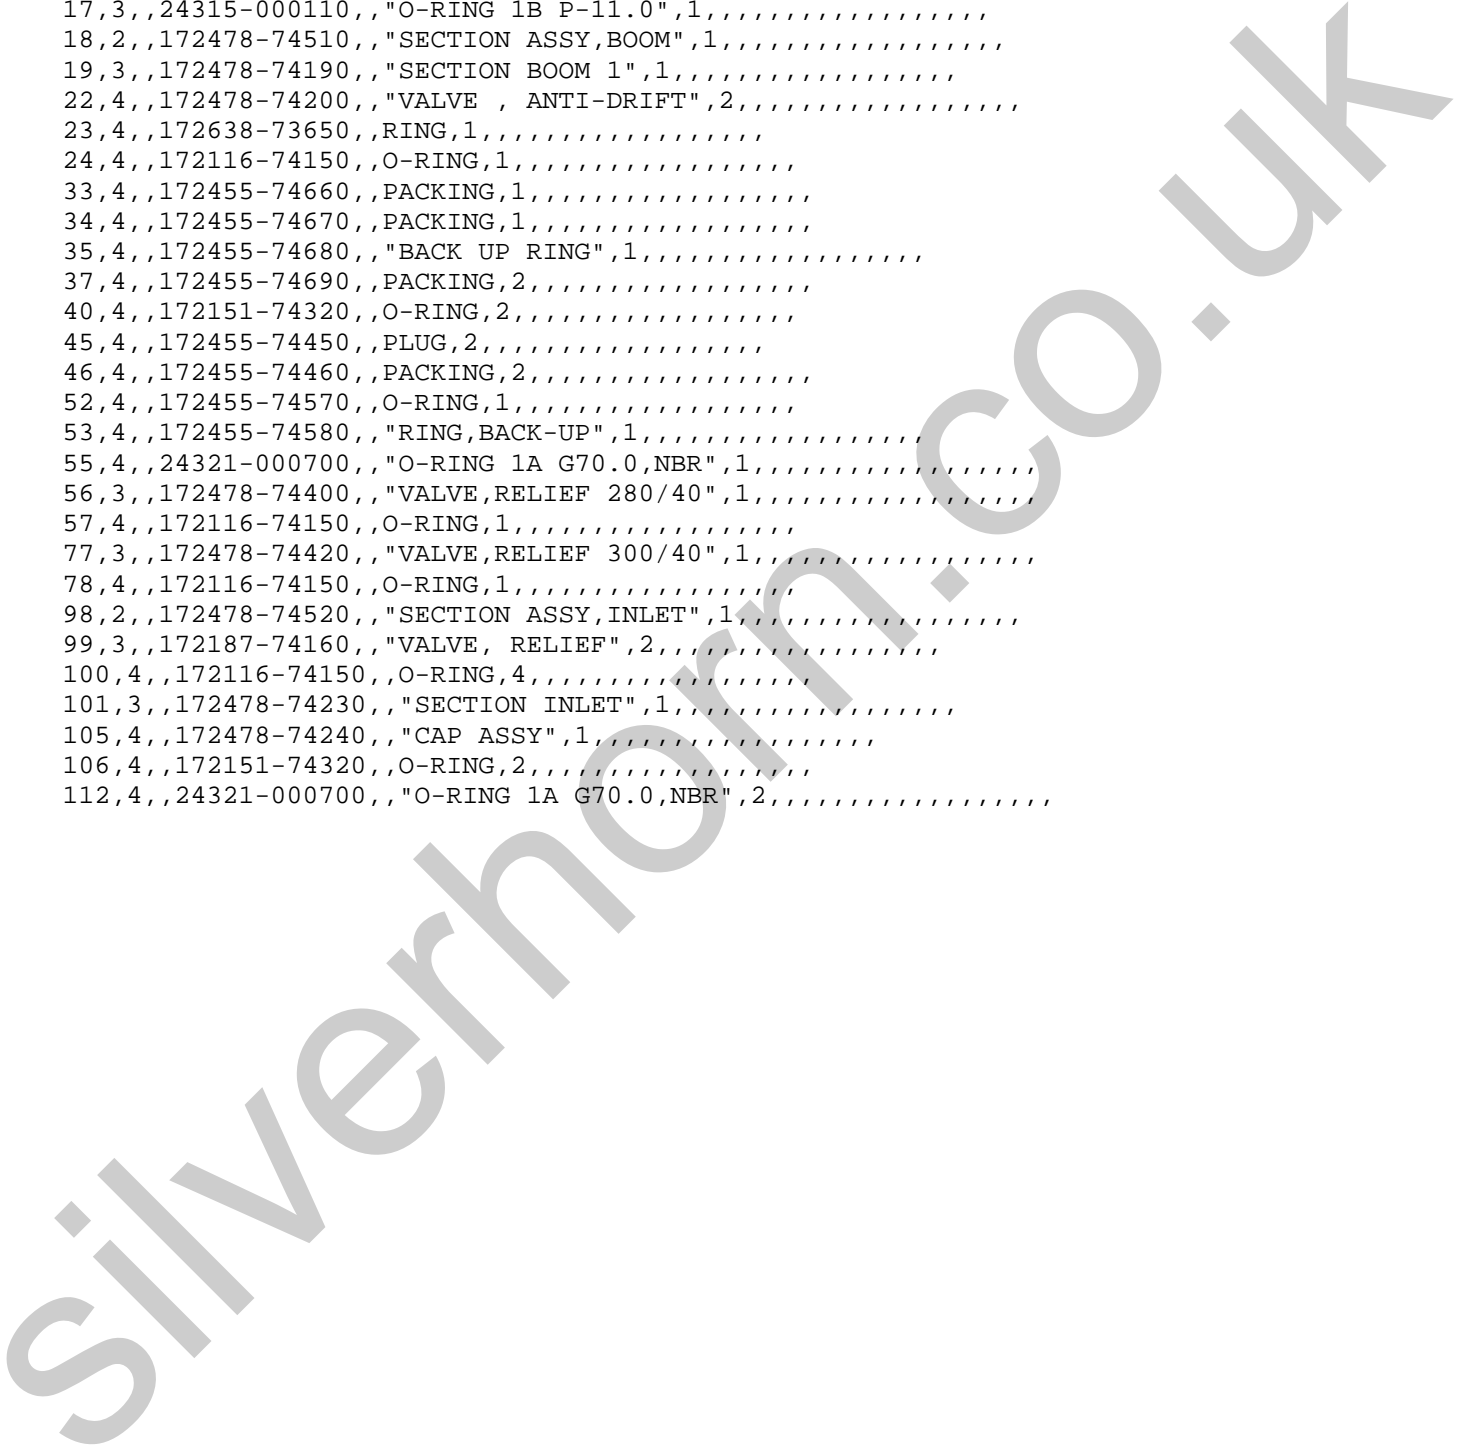 17,3,,24315-000110,,"O-RING 1B P-11.0",1,,,,,,,,,,,,,,,,,,
18,2,,172478-74510,,"SECTION ASSY,BOOM",1,,,,,,,,,,,,,,,,,,
19,3,,172478-74190,,"SECTION BOOM 1",1,,,,,,,,,,,,,,,,,,
22,4,,172478-74200,,"VALVE , ANTI-DRIFT",2,,,,,,,,,,,,,,,,,,
23,4,,172638-73650,,RING,1,,,,,,,,,,,,,,,,,,
24,4,,172116-74150,,O-RING,1,,,,,,,,,,,,,,,,,,
33,4,,172455-74660,,PACKING,1,,,,,,,,,,,,,,,,,,
34,4,,172455-74670,,PACKING,1,,,,,,,,,,,,,,,,,,
35,4,,172455-74680,,"BACK UP RING",1,,,,,,,,,,,,,,,,,,
37,4,,172455-74690,,PACKING,2,,,,,,,,,,,,,,,,,,
40,4,,172151-74320,,O-RING,2,,,,,,,,,,,,,,,,,,
45,4,,172455-74450,,PLUG,2,,,,,,,,,,,,,,,,,,
46,4,,172455-74460,,PACKING,2,,,,,,,,,,,,,,,,,,
52,4,,172455-74570,,O-RING,1,,,,,,,,,,,,,,,,,,
53,4,,172455-74580,,"RING,BACK-UP",1,,,,,,,,,,,,,,,,,,
55,4,,24321-000700,,"O-RING 1A G70.0,NBR",1,,,,,,,,,,,,,,,,,,
56,3,,172478-74400,,"VALVE,RELIEF 280/40",1,,,,,,,,,,,,,,,,,,
57,4,,172116-74150,,O-RING,1,,,,,,,,,,,,,,,,,,
77,3,,172478-74420,,"VALVE,RELIEF 300/40",1,,,,,,,,,,,,,,,,,,
78,4,,172116-74150,,O-RING,1,,,,,,,,,,,,,,,,,,
98,2,,172478-74520,,"SECTION ASSY,INLET",1,,,,,,,,,,,,,,,,,,
99,3,,172187-74160,,"VALVE, RELIEF",2,,,,,,,,,,,,,,,,,,
100,4,,172116-74150,,O-RING,4,,,,,,,,,,,,,,,,,,
101,3,,172478-74230,,"SECTION INLET",1,,,,,,,,,,,,,,,,,,
105,4,,172478-74240,,"CAP ASSY",1,,,,,,,,,,,,,,,,,,
106,4,,172151-74320,,O-RING,2,,,,,,,,,,,,,,,,,,
112,4,,24321-000700,,"O-RING 1A G70.0,NBR",2,,,,,,,,,,,,,,,,,,
silverhorn.co.uk